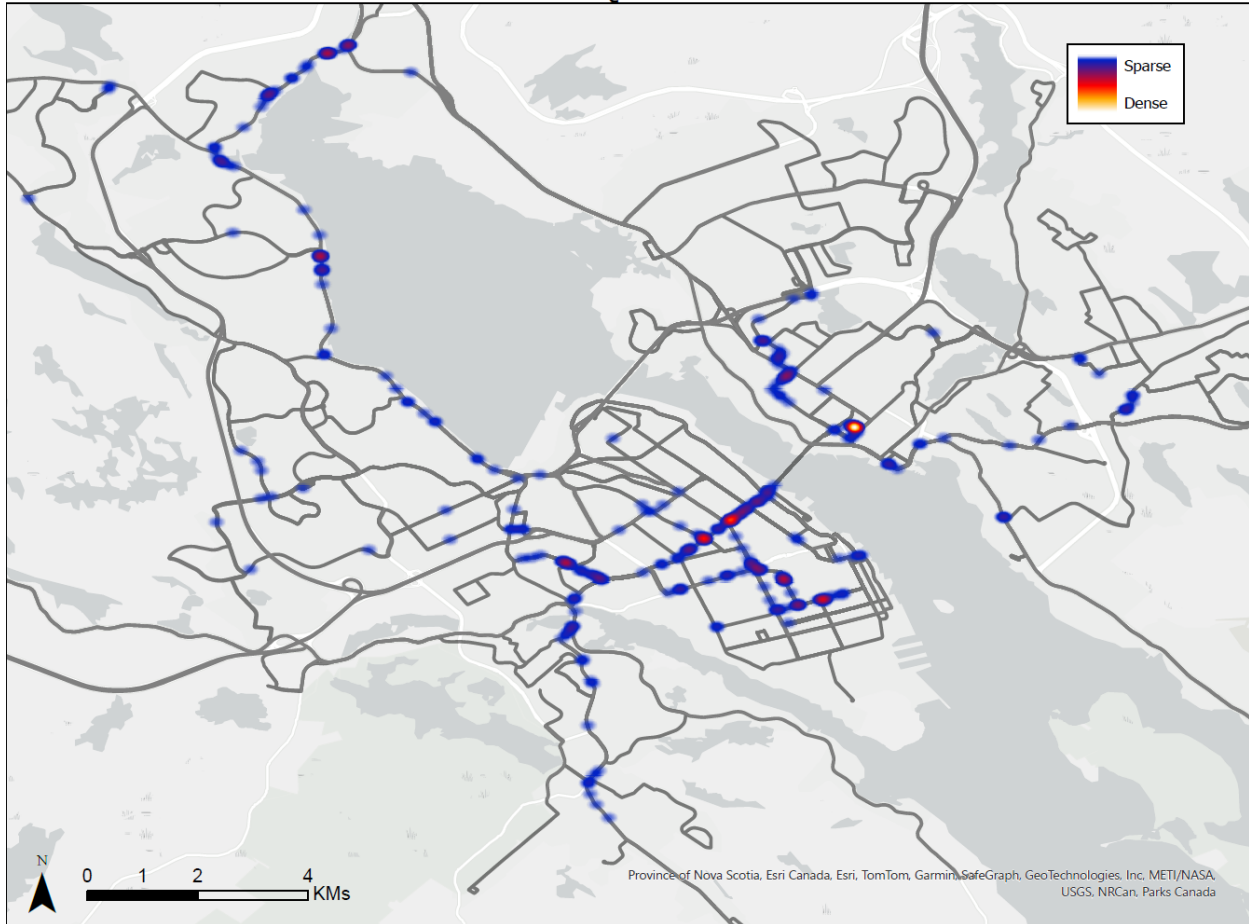 Sparse
Dense
N
0 1 2 4
KMs
Province of Nova Scotia, Esri Canada, Esri, TomTom, Garmin, SafeGraph, GeoTechnologies, Inc, METI/NASA,
USGS, NRCan, Parks Canada